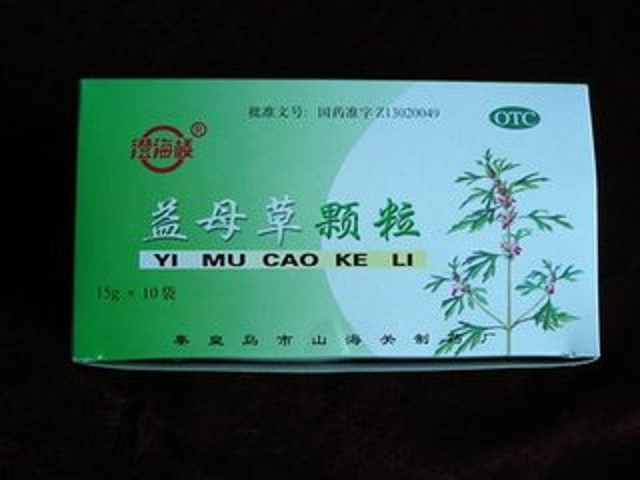 批准文号：国药准字Z13020049
OTC
澄海楼®
益母草颗粒
YI MU CAO KE LI
15g × 10袋
秦皇岛市山海关制药厂